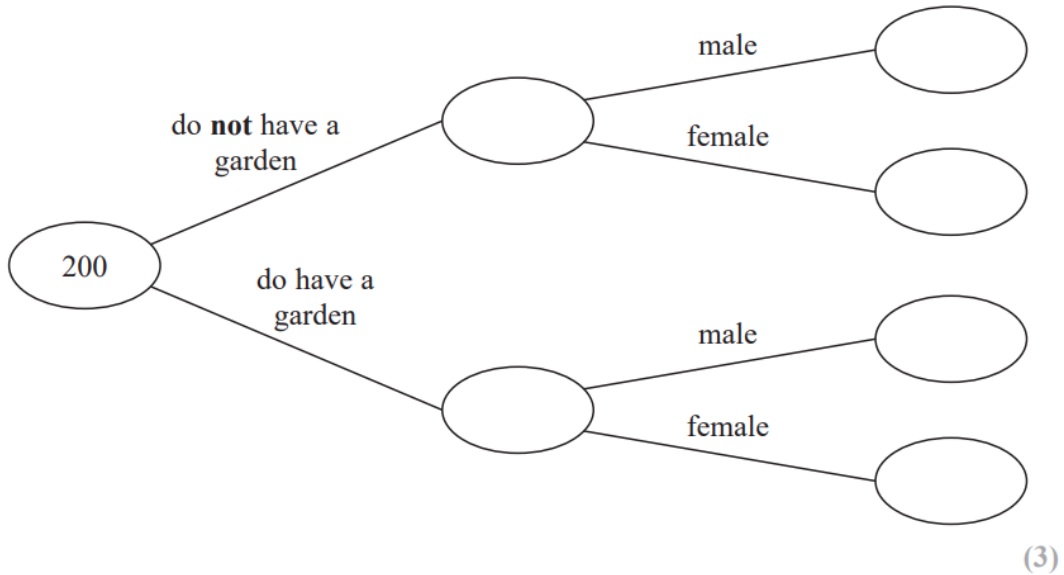 male
do not have a
garden
female
200
do have a
garden
male
female
(3)